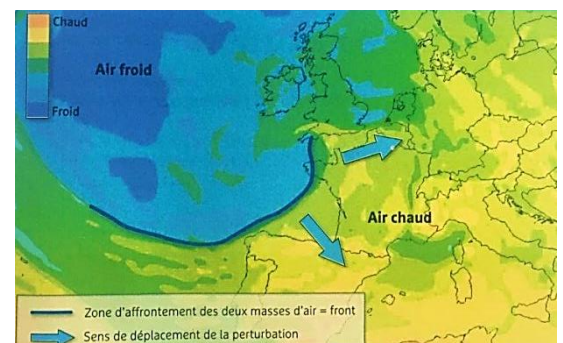 Chaud
Air froid
Froid
Air chaud
Zone d'affrontement des deux masses d'air = front
Sens de déplacement de la perturbation